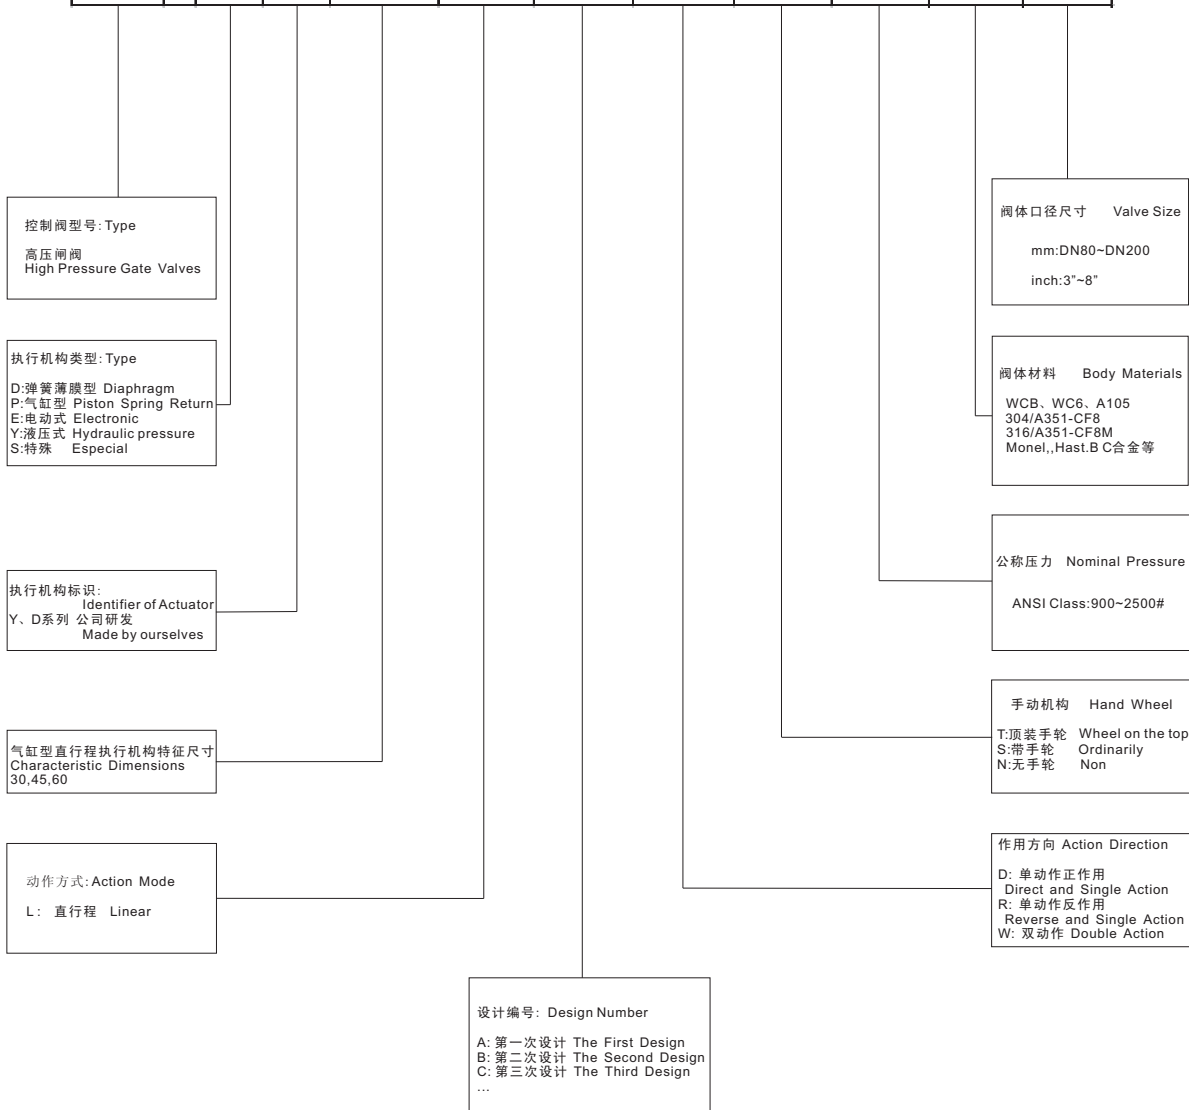 控制阀型号:Type
高压闸阀
High Pressure Gate Valves
执行机构类型:Type
D:弹簧薄膜型 Diaphragm
P:气缸型 Piston Spring Return
E:电动式 Electronic
Y:液压式 Hydraulic pressure
S:特殊 Especial
执行机构标识:
Identifier of Actuator
Y、D系列 公司研发
Made by ourselves
气缸型直行程执行机构特征尺寸
Characteristic Dimensions
30,45,60
动作方式:Action Mode
L: 直行程 Linear
设计编号: Design Number
A: 第一次设计 The First Design
B: 第二次设计 The Second Design
C: 第三次设计 The Third Design
...
阀体口径尺寸 Valve Size
mm:DN80~DN200
inch:3”~8”
阀体材料 Body Materials
WCB、WC6、A105
304/A351-CF8
316/A351-CF8M
Monel,,Hast.B C合金等
公称压力 Nominal Pressure
ANSI Class:900~2500#
手动机构 Hand Wheel
T:顶装手轮 Wheel on the top
S:带手轮 Ordinarily
N:无手轮 Non
作用方向 Action Direction
D: 单动作正作用
Direct and Single Action
R: 单动作反作用
Reverse and Single Action
W: 双动作 Double Action